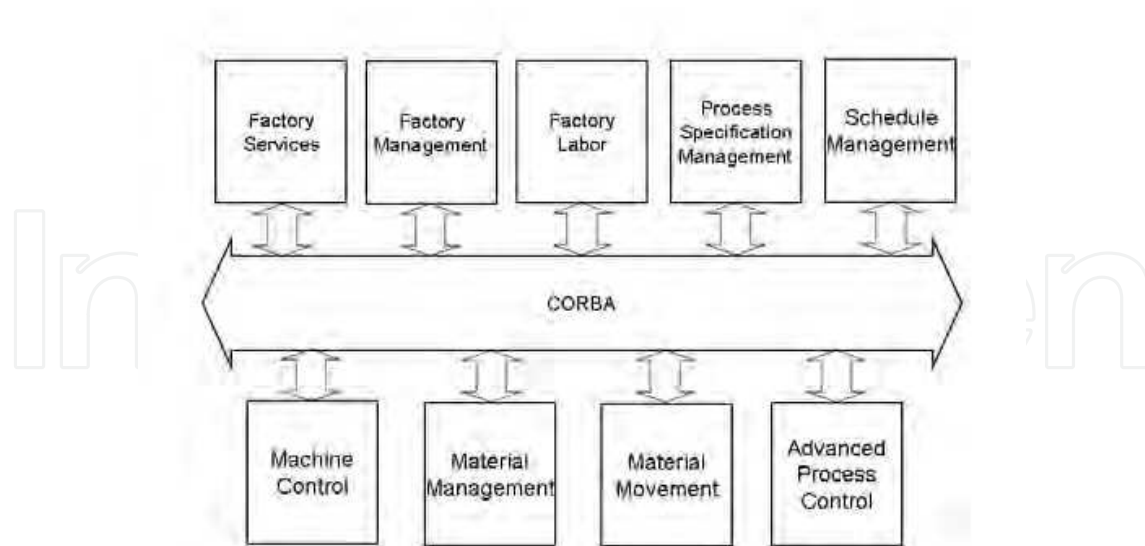 Factory
Services
Factory
Management
Factory
Labor
Process
Specification
Management
Schedule
Management
CORBA
Machine
Control
Material
Management
Material
Movement
Advanced
Process
Control